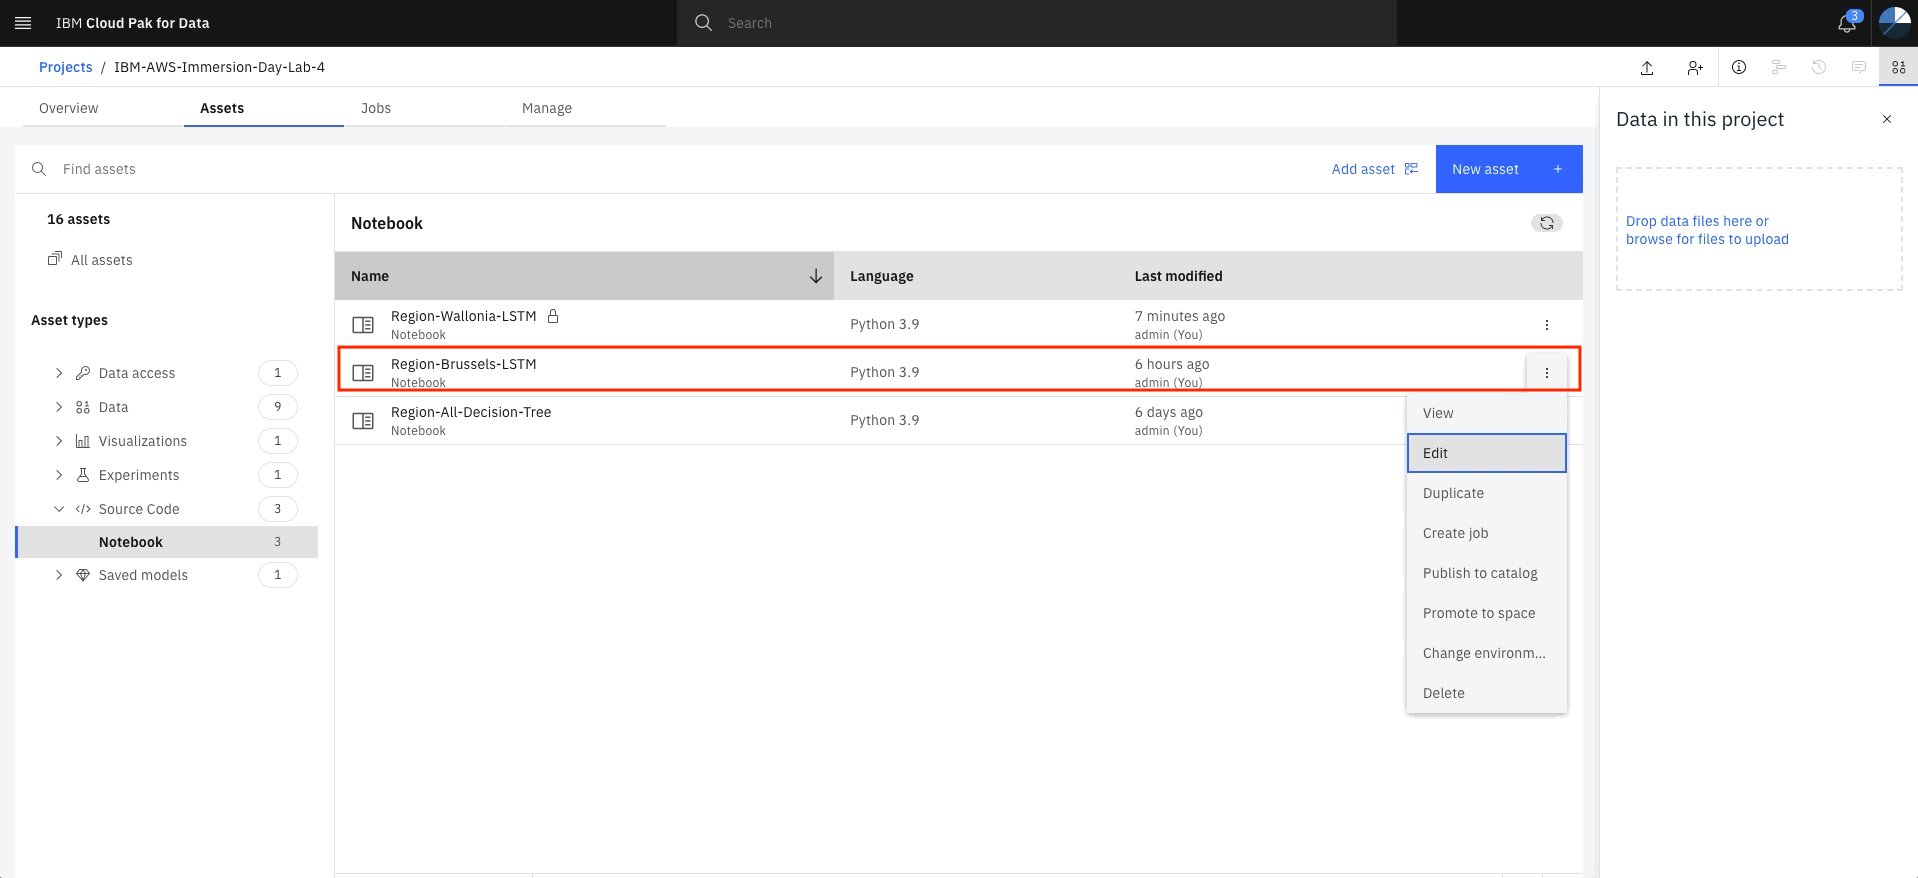 IBM Cloud Pak for Data
Search
3
Projects / IBM-AWS-Immersion-Day-Lab-4
Overview
Assets
Jobs
Manage
Data in this project
Find assets
Add asset
New asset +
Drop data files here or
browse for files to upload
16 assets
All assets
Asset types
Data access 1
Data 9
Visualizations 1
Experiments 1
Source Code 3
Notebook 3
Saved models 1
Notebook
Name
Language
Last modified
Region-Wallonia-LSTM
Notebook
Python 3.9
7 minutes ago
admin (You)
Region-Brussels-LSTM
Notebook
Python 3.9
6 hours ago
admin (You)
Region-All-Decision-Tree
Notebook
Python 3.9
6 days ago
admin (You)
View
Edit
Duplicate
Create job
Publish to catalog
Promote to space
Change environm...
Delete